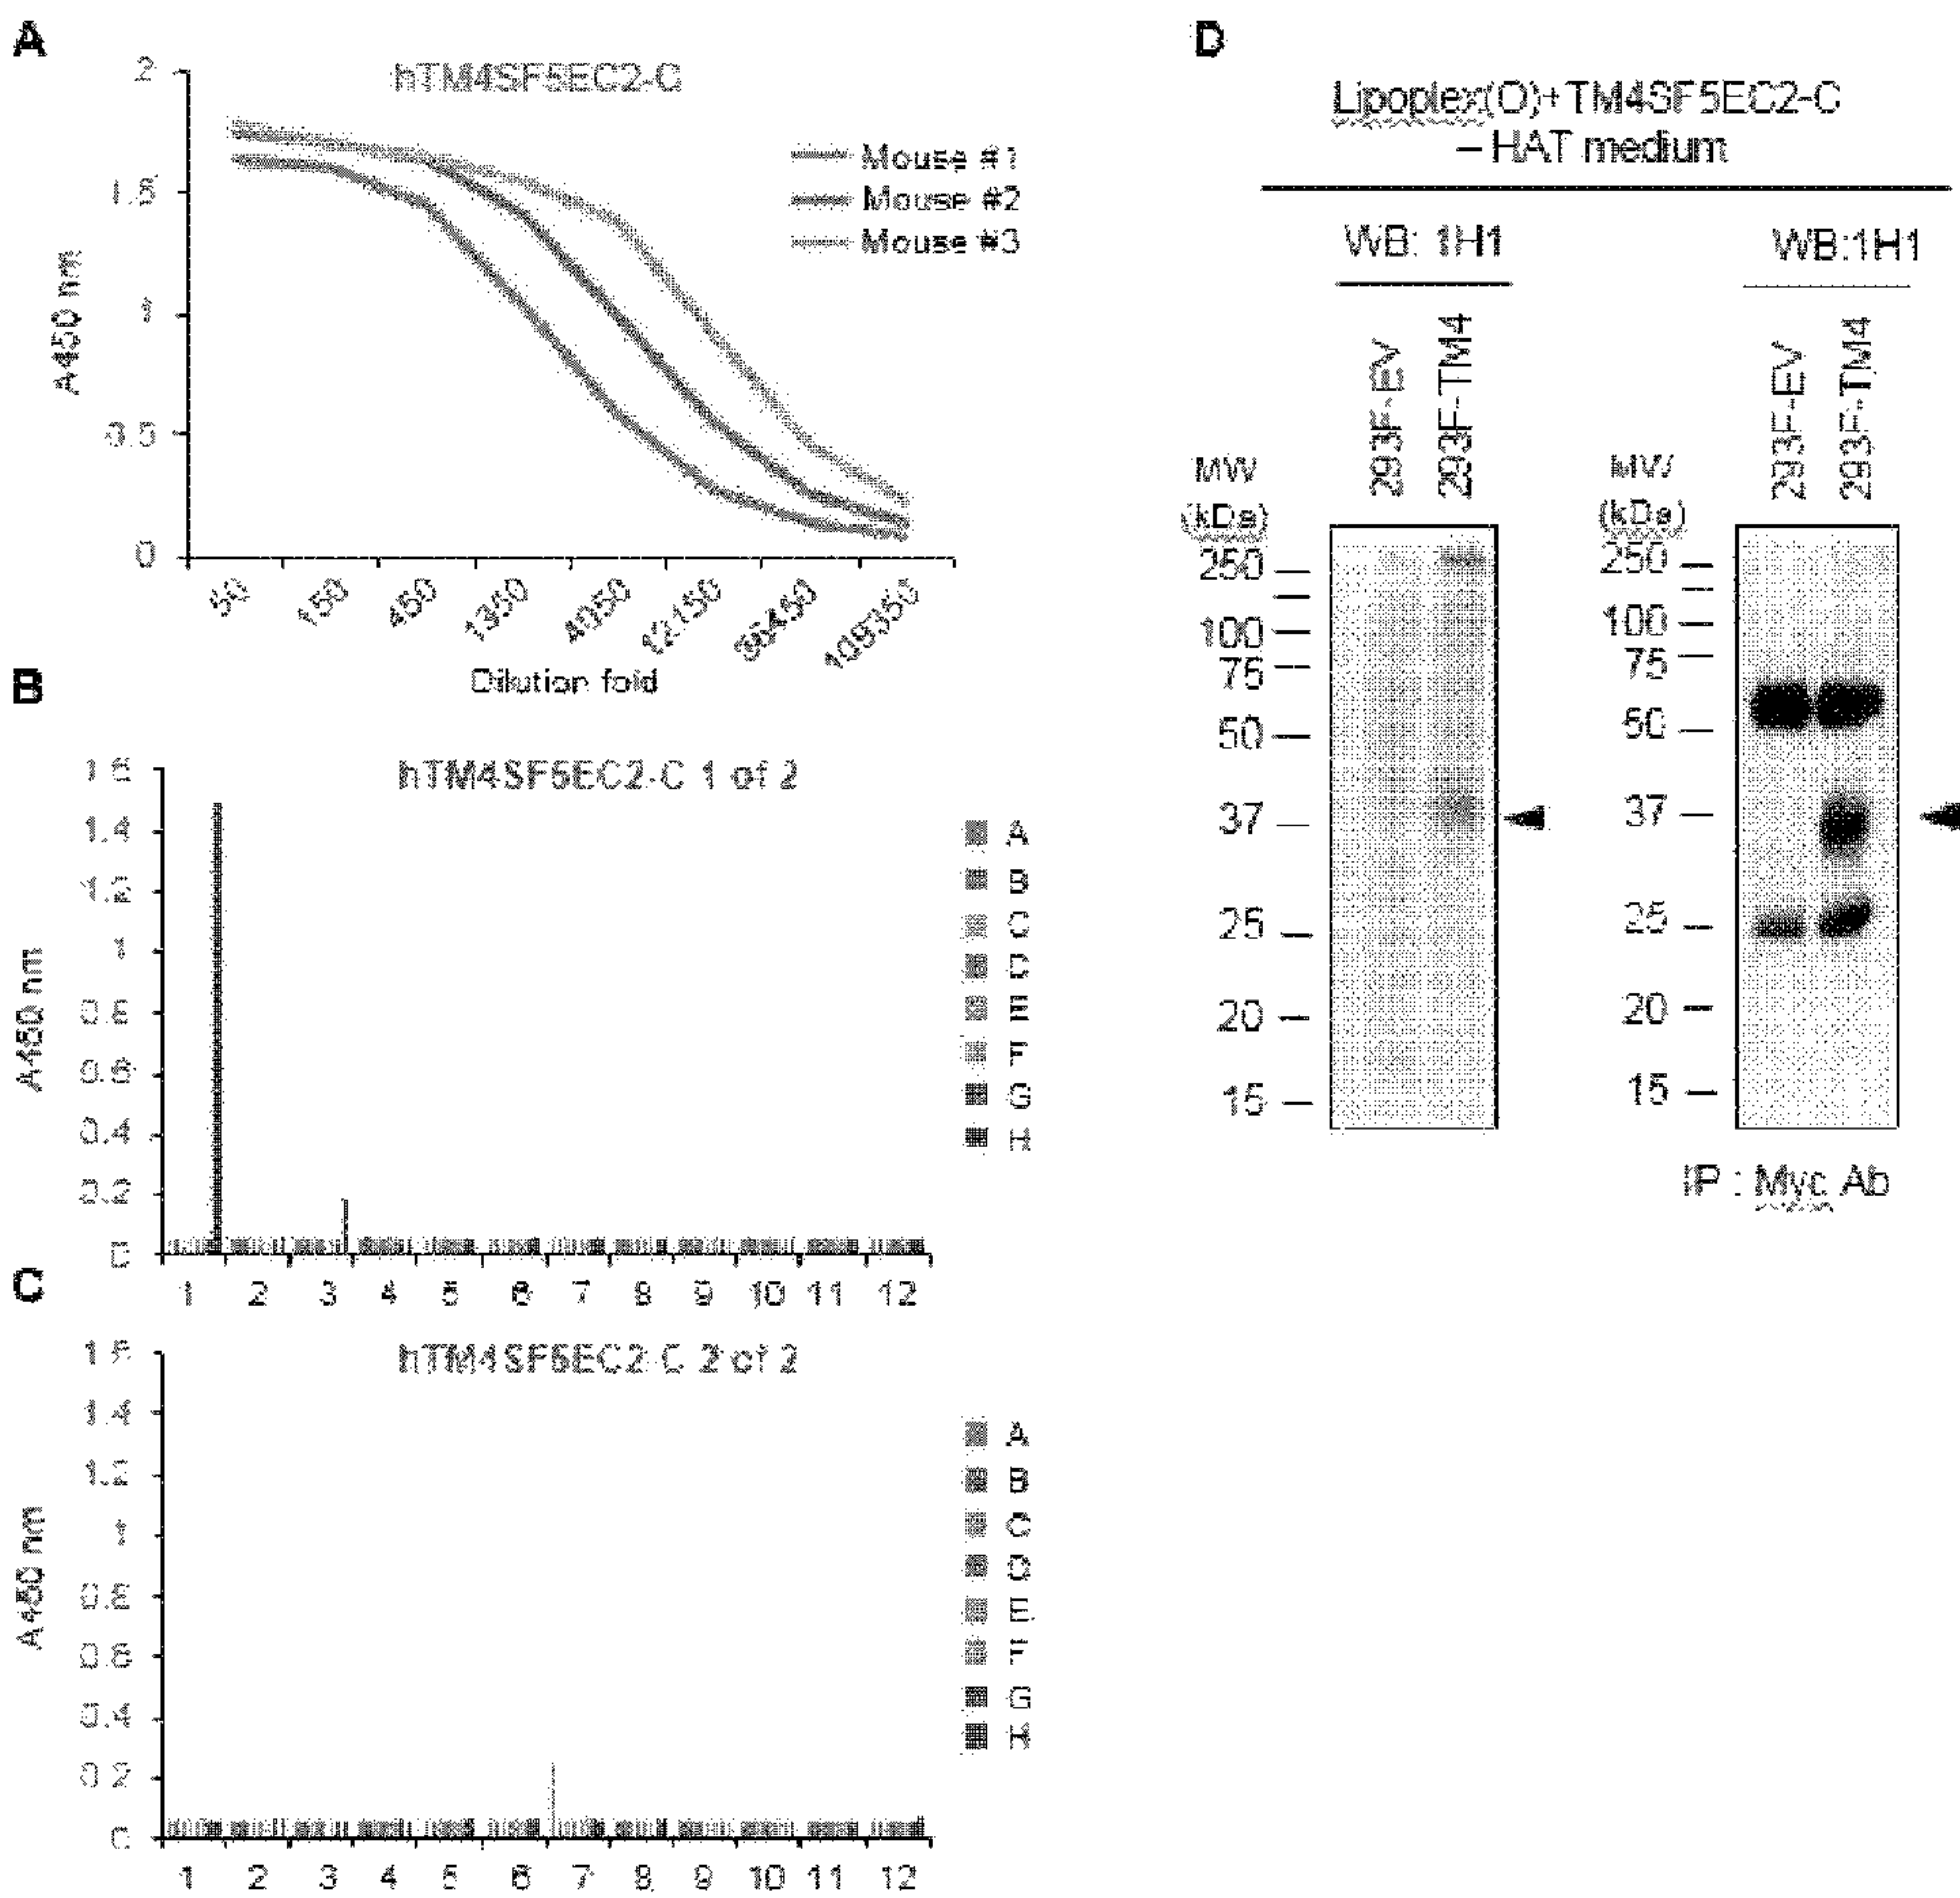 A
hTM4SF5EC2-C
2
1.5
1
0.5
0
A450 nm
Mouse #1
Mouse #2
Mouse #3
50
150
450
1350
4050
12150
36450
109350
Dilution fold
B
hTM4SF5EC2-C 1 of 2
1.4
1.2
1
0.8
0.6
0.4
0.2
0
A450 nm
A
B
C
D
E
F
G
H
1 2 3 4 5 6 7 8 9 10 11 12
C
hTM4SF5EC2-C 2 of 2
1.4
1.2
1
0.8
0.6
0.4
0.2
0
A450 nm
A
B
C
D
E
F
G
H
1 2 3 4 5 6 7 8 9 10 11 12
D
Lipoplex(O)+TM4SF5EC2-C
– HAT medium
WB: 1H1
293F-EV
293F-TM4
MW
(kDa)
250
100
75
50
37
25
20
15
WB:1H1
293F-EV
293F-TM4
MW
(kDa)
250
100
75
50
37
25
20
15
IP : Myc Ab